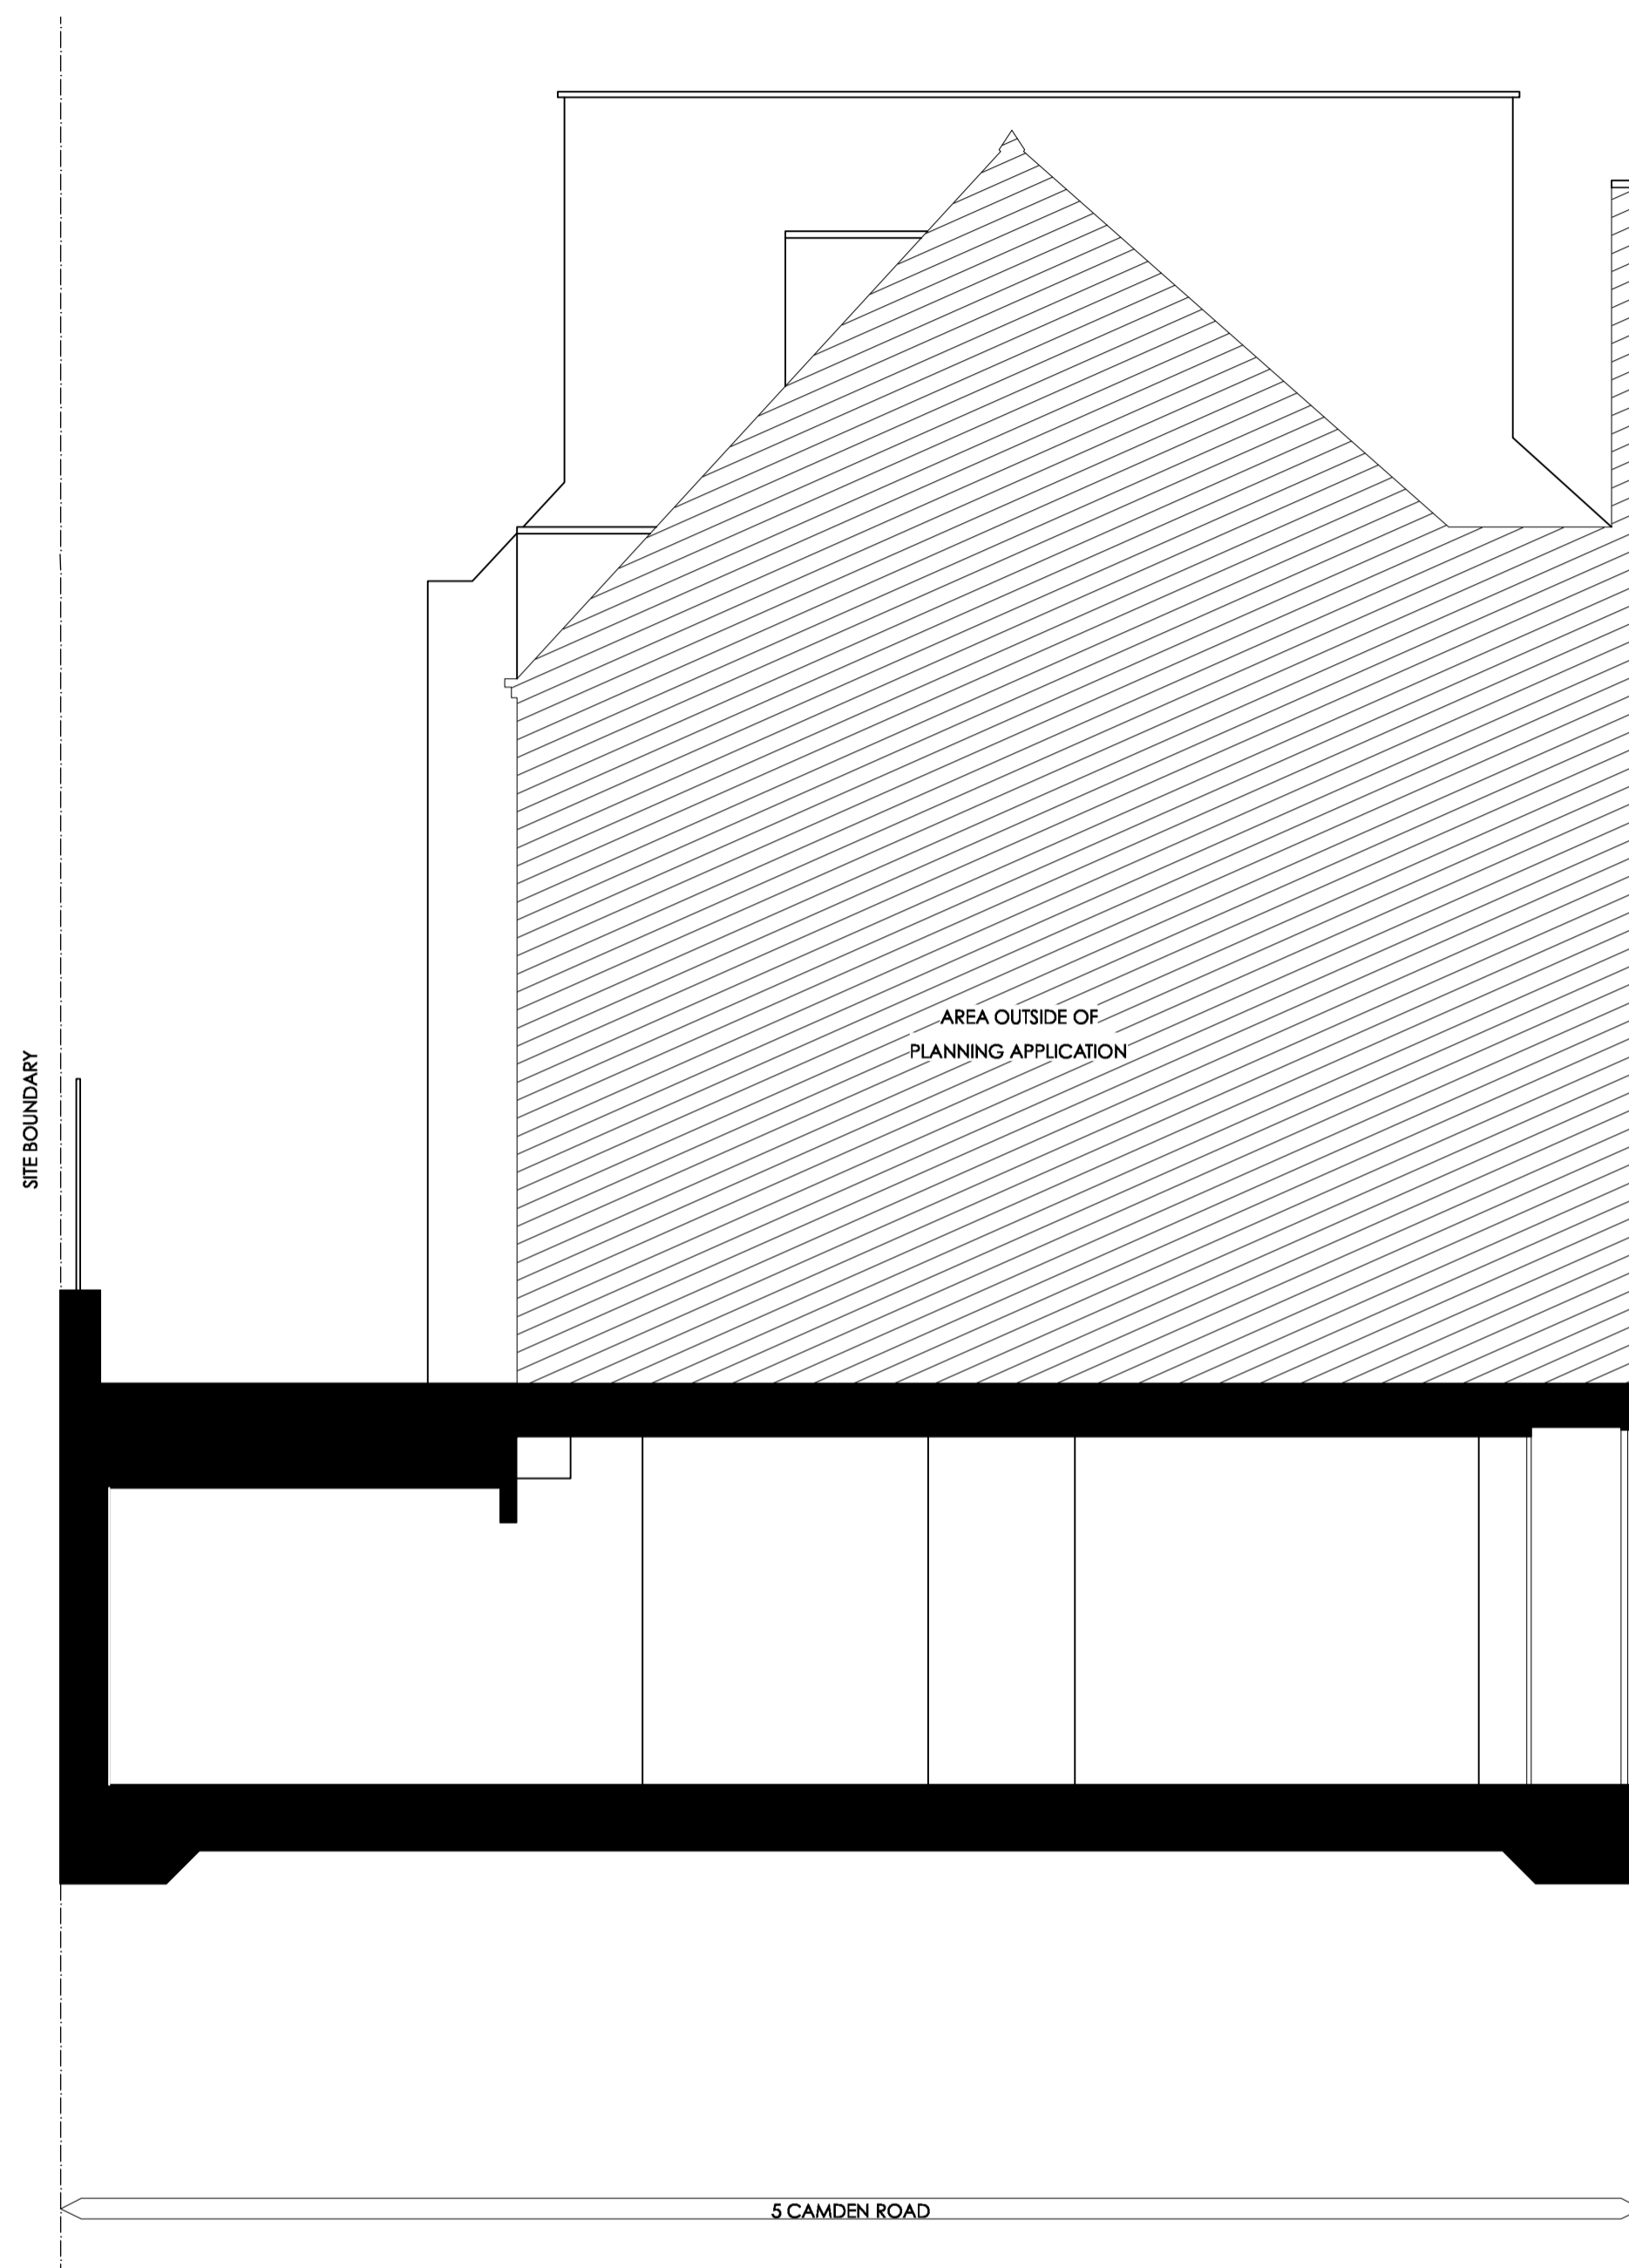 AREA OUTSIDE OF
PLANNING APPLICATION
SITE BOUNDARY
5 CAMDEN ROAD